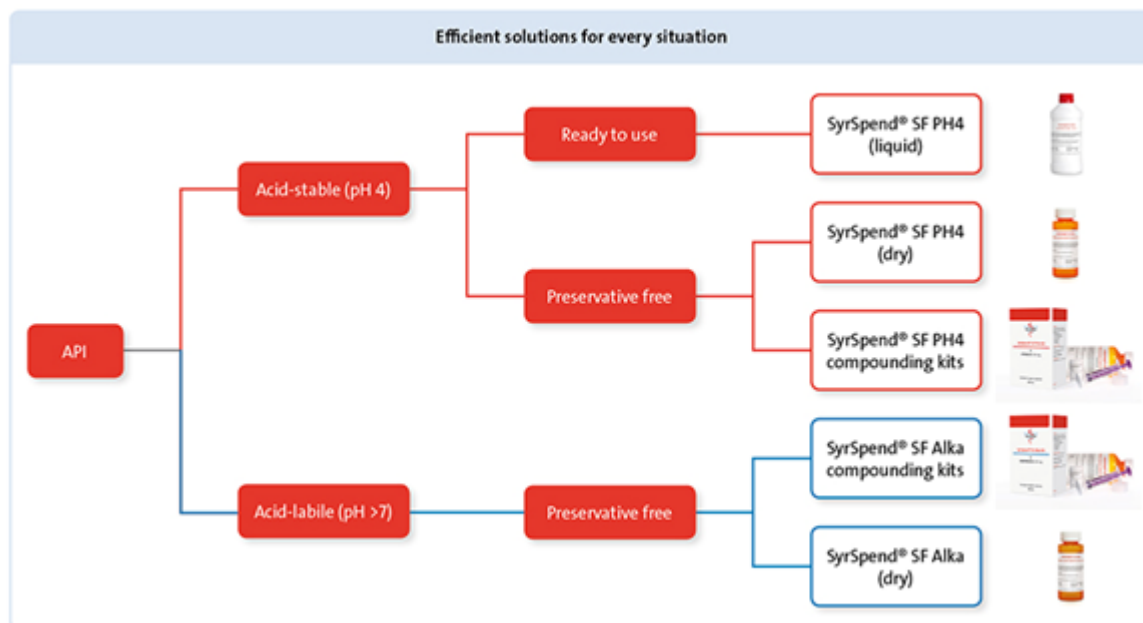 Efficient solutions for every situation
Ready to use
SyrSpend® SF PH4
(liquid)
Acid-stable (pH 4)
SyrSpend® SF PH4
(dry)
Preservative free
API
SyrSpend® SF PH4
compounding kits
SyrSpend® SF Alka
compounding kits
Acid-labile (pH >7)
Preservative free
SyrSpend® SF Alka
(dry)